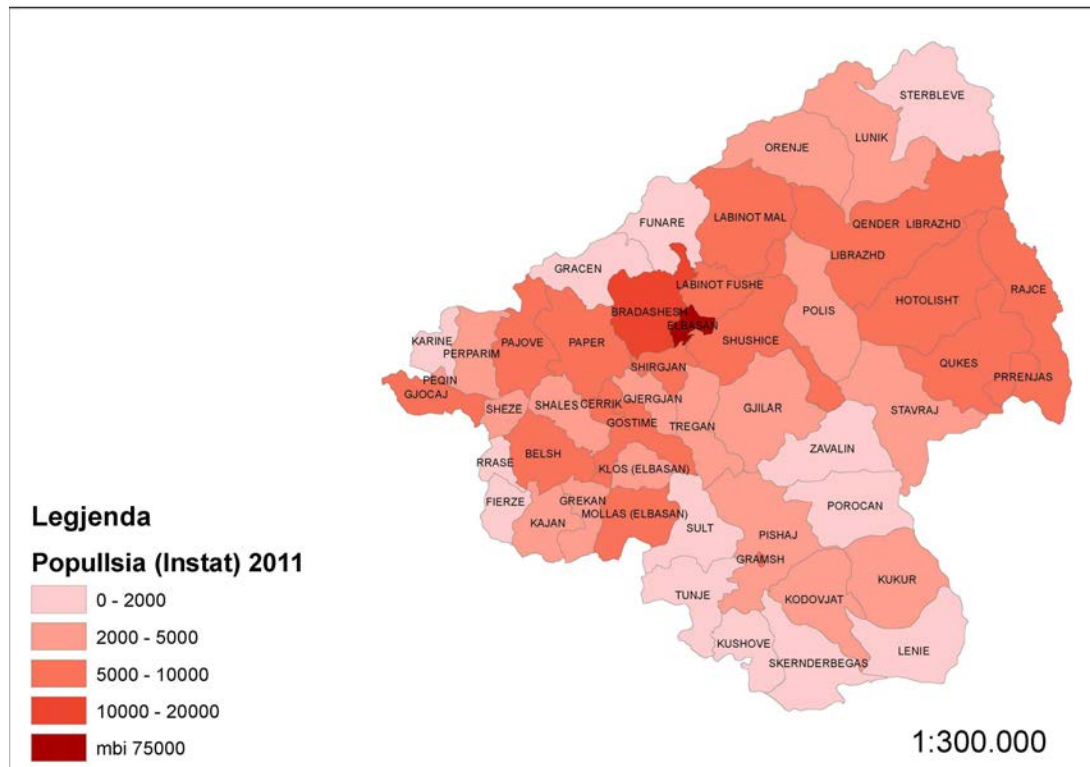 STERBLEVE
LUNIK
ORENJE
FUNARE
LABINOT MAL
QENDER LIBRAZHD
GRACEN
LIBRAZHD
LABINOT FUSHE
HOTOLISHT
RAJCE
BRADASHESH
POLIS
ELBASAN
KARINE
PERPARIM
PAJOVE
PAPER
SHUSHICE
QUKES
SHIRGJAN
PEQIN
PRRENJAS
GJOCAJ
SHEZE
SHALES
CERRIK
GJERGJAN
GJILAR
STAVRAJ
GOSTIME
TREGAN
ZAVALIN
BELSH
RRASE
KLOS (ELBASAN)
FIERZE
GREKAN
POROCAN
MOLLAS (ELBASAN)
KAJAN
SULT
PISHAJ
GRAMSH
KUKUR
TUNJE
KODOVJAT
KUSHOVE
LENIE
SKERNDERBEGAS
Legjenda
Popullsia (Instat) 2011
0 - 2000
2000 - 5000
5000 - 10000
10000 - 20000
mbi 75000
1:300.000